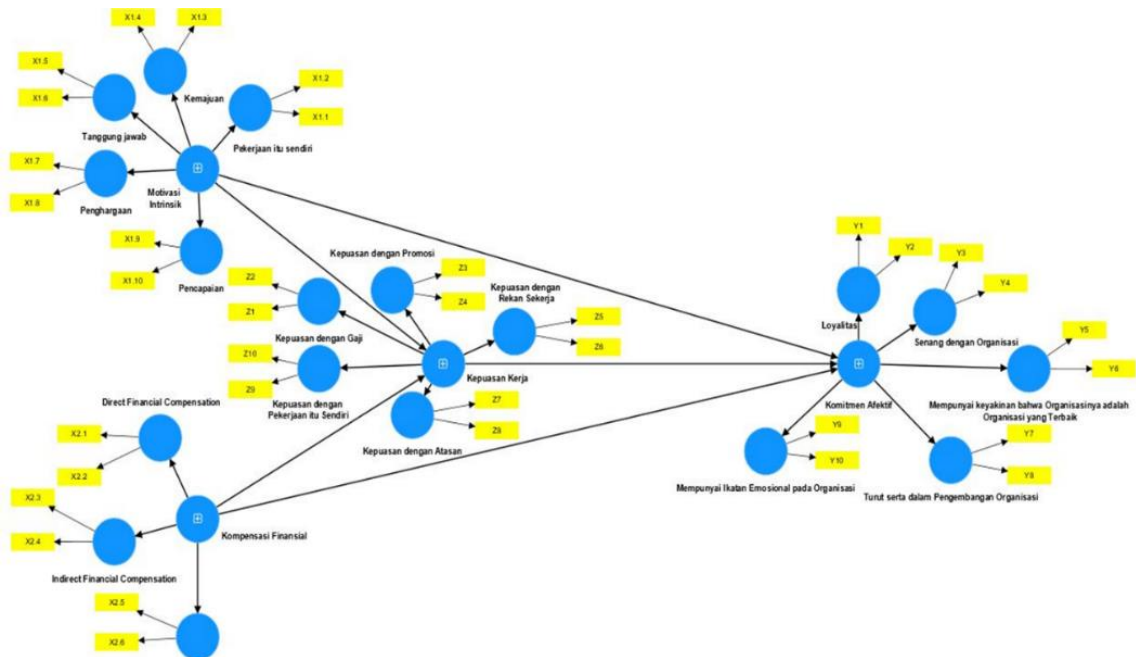 X1.4
X1.3
X1.5
X1.6
Kemajuan
X1.2
X1.1
Tanggung jawab
Pekerjaan itu sendiri
X1.7
X1.8
Penghargaan
Motivasi
Intrinsik
X1.9
X1.10
Pencapaian
Kepuasan dengan Promosi
Z2
Z1
Z3
Z4
Kepuasan dengan
Rekan Sekerja
Z5
Z6
Kepuasan dengan Gaji
Z10
Z9
Kepuasan dengan
Pekerjaan itu Sendiri
Kepuasan Kerja
Z7
Z8
Kepuasan dengan Atasan
Y1
Y2
Y3
Y4
Loyalitas
Senang dengan Organisasi
Y5
Y6
Komitmen Afektif
Mempunyai keyakinan bahwa Organisasinya adalah
Organisasi yang Terbaik
Y9
Y10
Mempunyai Ikatan Emosional pada Organisasi
Y7
Y8
Turut serta dalam Pengembangan Organisasi
Direct Financial Compensation
X2.1
X2.2
X2.3
X2.4
Kompensasi Finansial
Indirect Financial Compensation
X2.5
X2.6